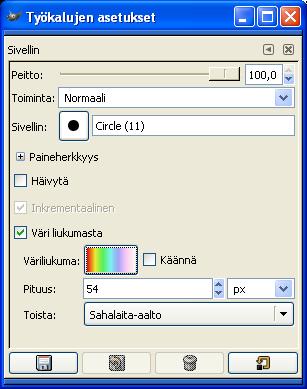 Työkalujen asetukset
Sivellin
Peitto: 100,0
Toiminta: Normaali
Sivellin: Circle (11)
Paineherkkyys
Häivytä
Inkrementaalinen
Väri liukumasta
Väriliukuma: Käännä
Pituus: 54 px
Toista: Sahalaita-aalto